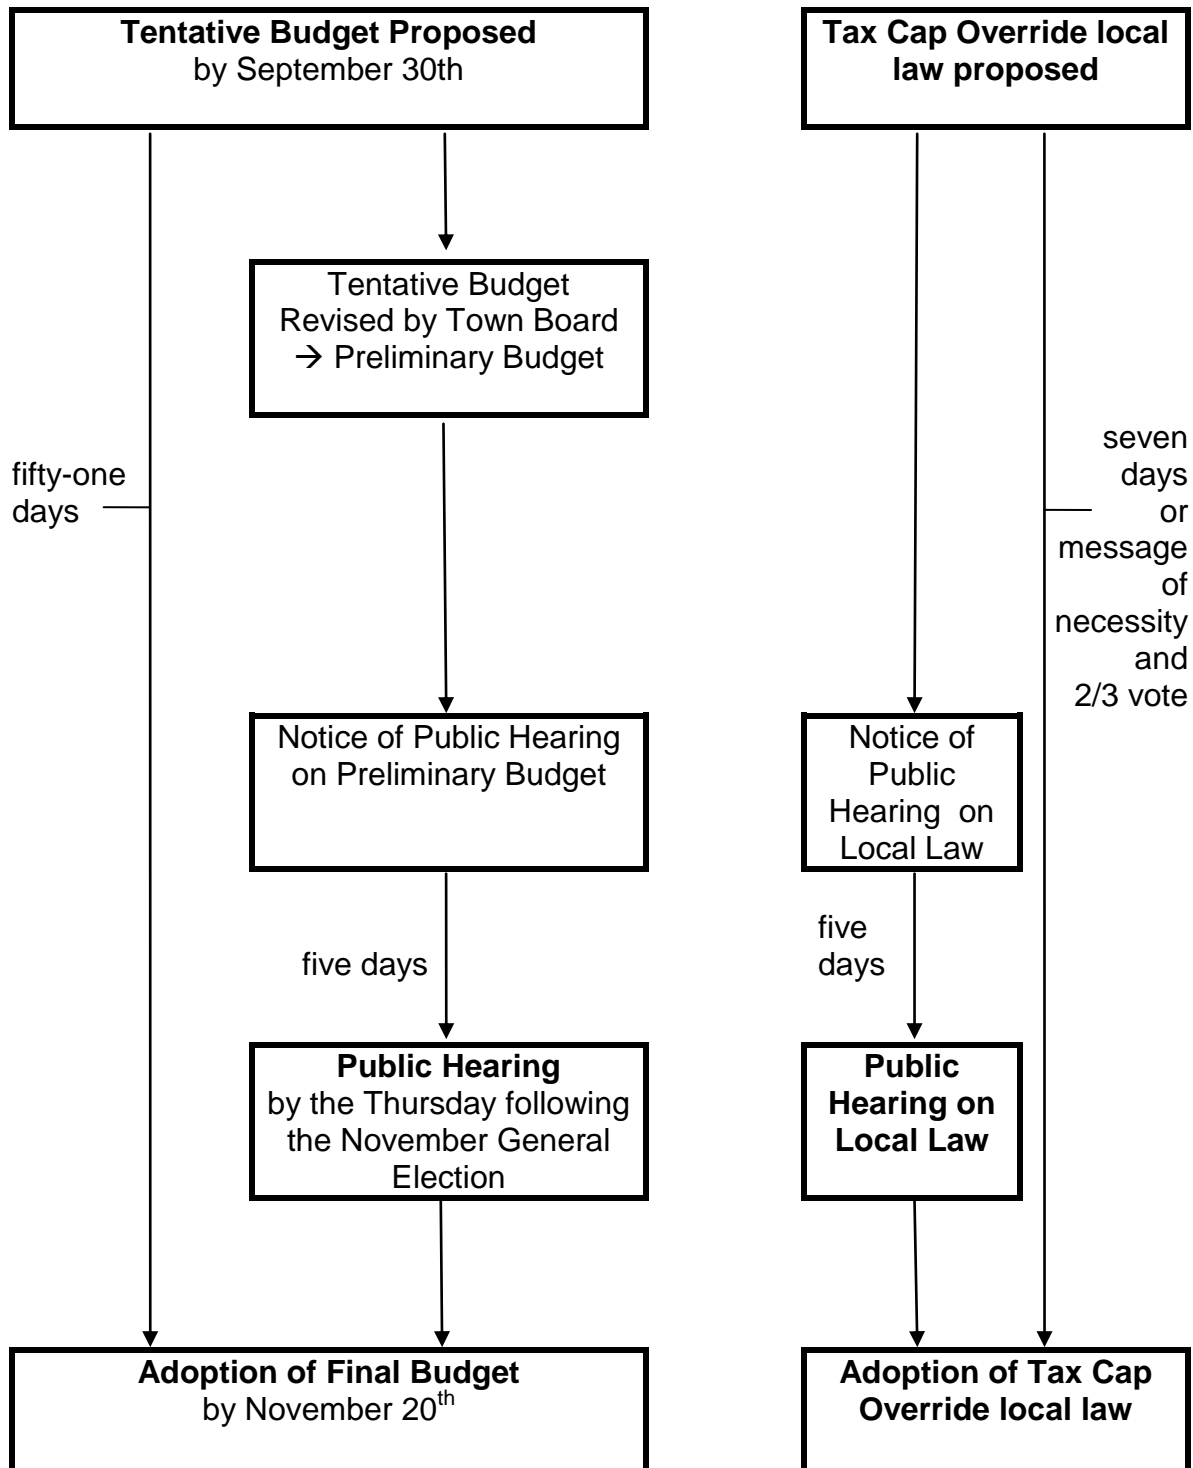 Tentative Budget Proposed
by September 30th
Tax Cap Override local
law proposed
Tentative Budget
Revised by Town Board
→ Preliminary Budget
fifty-one
days
seven
days
or
message
of
necessity
and
2/3 vote
Notice of Public Hearing
on Preliminary Budget
Notice of
Public
Hearing on
Local Law
five days
five
days
Public Hearing
by the Thursday following
the November General
Election
Public
Hearing on
Local Law
Adoption of Final Budget
by November 20th
Adoption of Tax Cap
Override local law